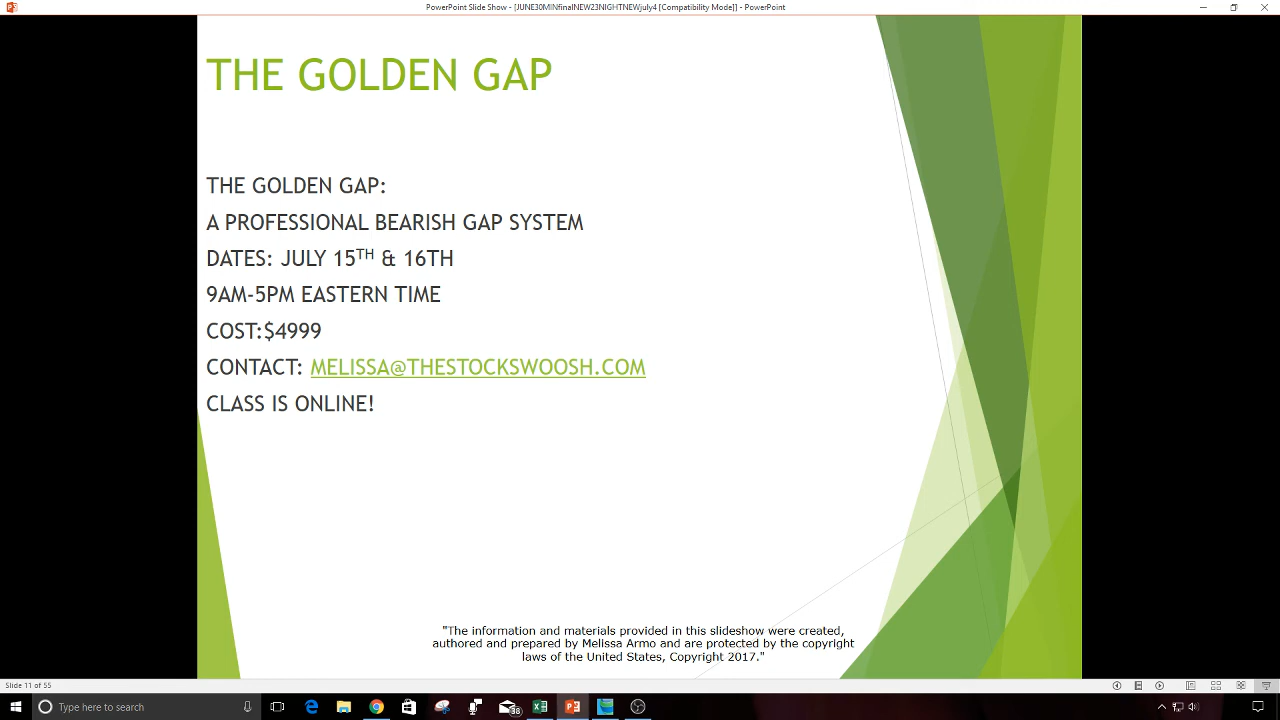 PowerPoint Slide Show - [JUNE30MINfinalNEW23NIGHTNEWjuly4 [Compatibility Mode]] - PowerPoint
THE GOLDEN GAP
THE GOLDEN GAP:
A PROFESSIONAL BEARISH GAP SYSTEM
DATES: JULY 15TH & 16TH
9AM-5PM EASTERN TIME
COST:$4999
CONTACT: MELISSA@THESTOCKSWOOSH.COM
CLASS IS ONLINE!
"The information and materials provided in this slideshow were created,
authored and prepared by Melissa Armo and are protected by the copyright
laws of the United States, Copyright 2017."
Slide 11 of 55
Type here to search